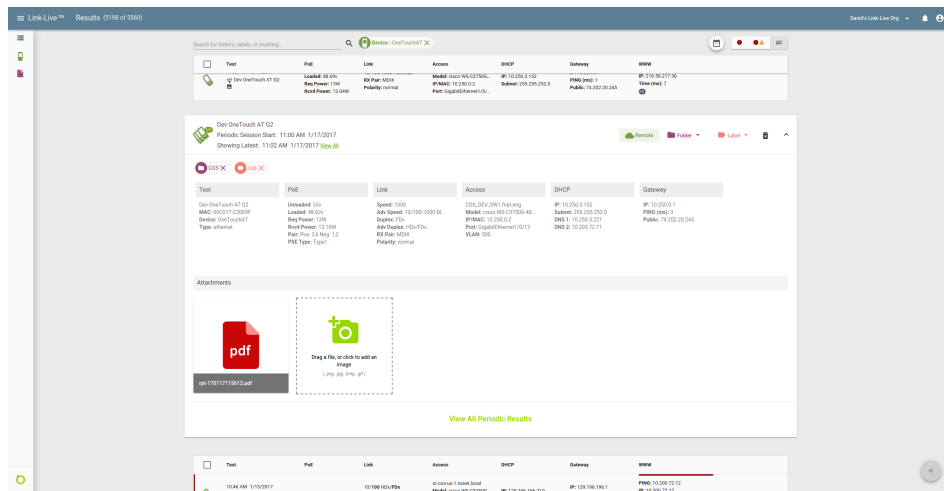 Link-Live™ Results (5198 of 5560)
David's Link-Live Org
Search for folders, labels, or anything...
Device : OneTouchAT
All
Test PoE Link Access DHCP Gateway WWW
Dev OneTouch AT G2
Loaded: 48.69v
Req Power: 13W
Rcvd Power: 13.04W
RX Pair: MDIX
Polarity: normal
Model: cisco WS-C3750G..
IP/MAC: 10.250.0.2
Port: GigabitEthernet1/0/..
IP: 10.250.3.152
Subnet: 255.255.252.0
PING (ms): 1
Public: 74.202.20.245
IP: 216.58.217.36
Time (ms): 7
Dev OneTouch AT G2
Periodic Session Start: 11:00 AM 1/17/2017
Showing Latest: 11:02 AM 1/17/2017 View All
Remote
Folder
Label
COS
Test
Dev OneTouch AT G2
MAC: 00C017-C2069F
Device: OneTouchAT
Type: ethernet
PoE
Unloaded: 53v
Loaded: 48.62v
Req Power: 13W
Rcvd Power: 13.16W
Pair: Pos: 3,6 Neg: 1,2
PSE Type: Type1
Link
Speed: 1000
Adv Speed: 10/100/1000 M..
Duplex: FDx
Adv Duplex: HDx/FDx
RX Pair: MDIX
Polarity: normal
Access
COS_DEV_SW1.fnet.eng
Model: cisco WS-C3750G-48..
IP/MAC: 10.250.0.2
Port: GigabitEthernet1/0/13
VLAN: 500
DHCP
IP: 10.250.3.152
Subnet: 255.255.252.0
DNS 1: 10.250.3.221
DNS 2: 10.200.72.11
Gateway
IP: 10.250.0.1
PING (ms): 3
Public: 74.202.20.245
Attachments
pdf
rpt-170117115613.pdf
Drag a file, or click to add an
image
(.png, jpg, bmp, .gif)
View All Periodic Results
Test PoE Link Access DHCP Gateway WWW
10:46 AM 1/13/2017
10/100 HDx/FDx
IP: 129.196.196.1
PING: 10.200.72.12